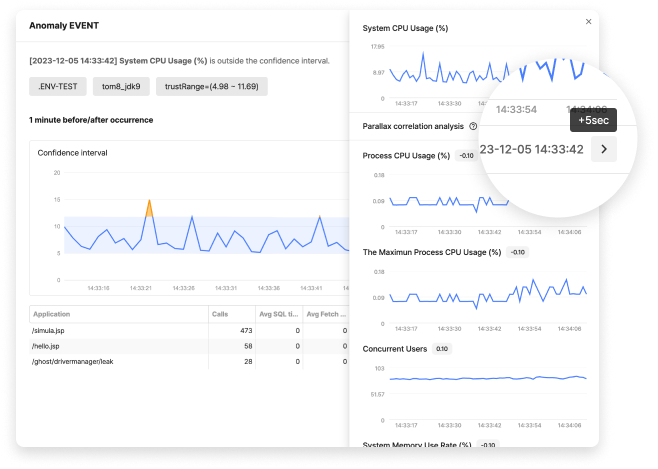 Anomaly EVENT
[2023-12-05 14:33:42] System CPU Usage (%) is outside the confidence interval.
.ENV-TEST tom8_jdk9 trustRange=(4.98 ~ 11.69)
1 minute before/after occurrence
Confidence interval
20
15
10
5
0
14:33:16 14:33:21 14:33:26 14:33:31 14:33:36 14:33:41
Application Calls Avg SQL ti... Avg Fetch ...
/simula.jsp 473 0 0
/hello.jsp 58 0 0
/ghost/drivermanager/leak 28 0 0
System CPU Usage (%)
17.95
8.97
0
14:33:17 14:33:30 14:33:42
14:33:54 14:34:06
+5sec
23-12-05 14:33:42
Parallax correlation analysis
Process CPU Usage (%) -0.10
0.18
0.09
0
14:33:17 14:33:30 14:33:42 14:33:54 14:34:06
The Maximun Process CPU Usage (%) -0.10
0.18
0.09
0
14:33:17 14:33:30 14:33:42 14:33:54 14:34:06
Concurrent Users 0.10
103
51.57
0
14:33:17 14:33:30 14:33:42 14:33:54 14:34:06
System Memory Use Rate (%) -0.10